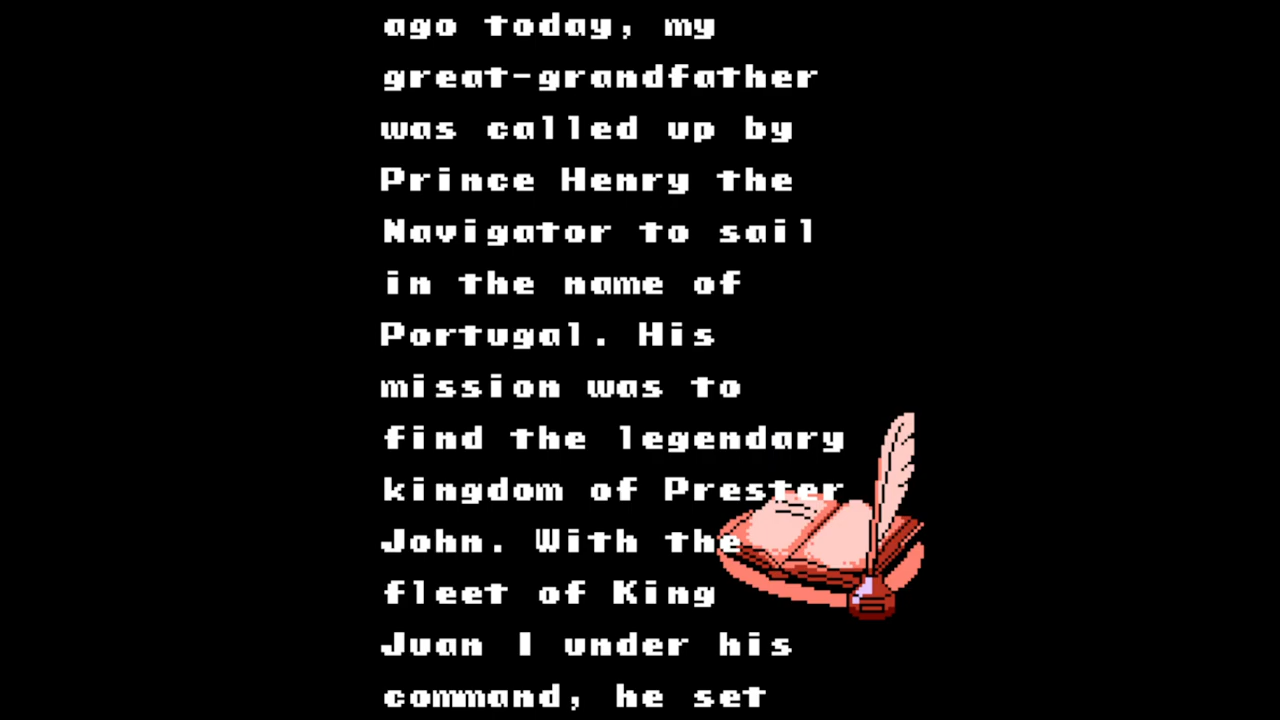 ago today, my
great-grandfather
was called up by
Prince Henry the
Navigator to sail
in the name of
Portugal. His
mission was to
find the legendary
kingdom of Prester
John. With the
fleet of King
Juan I under his
command, he set